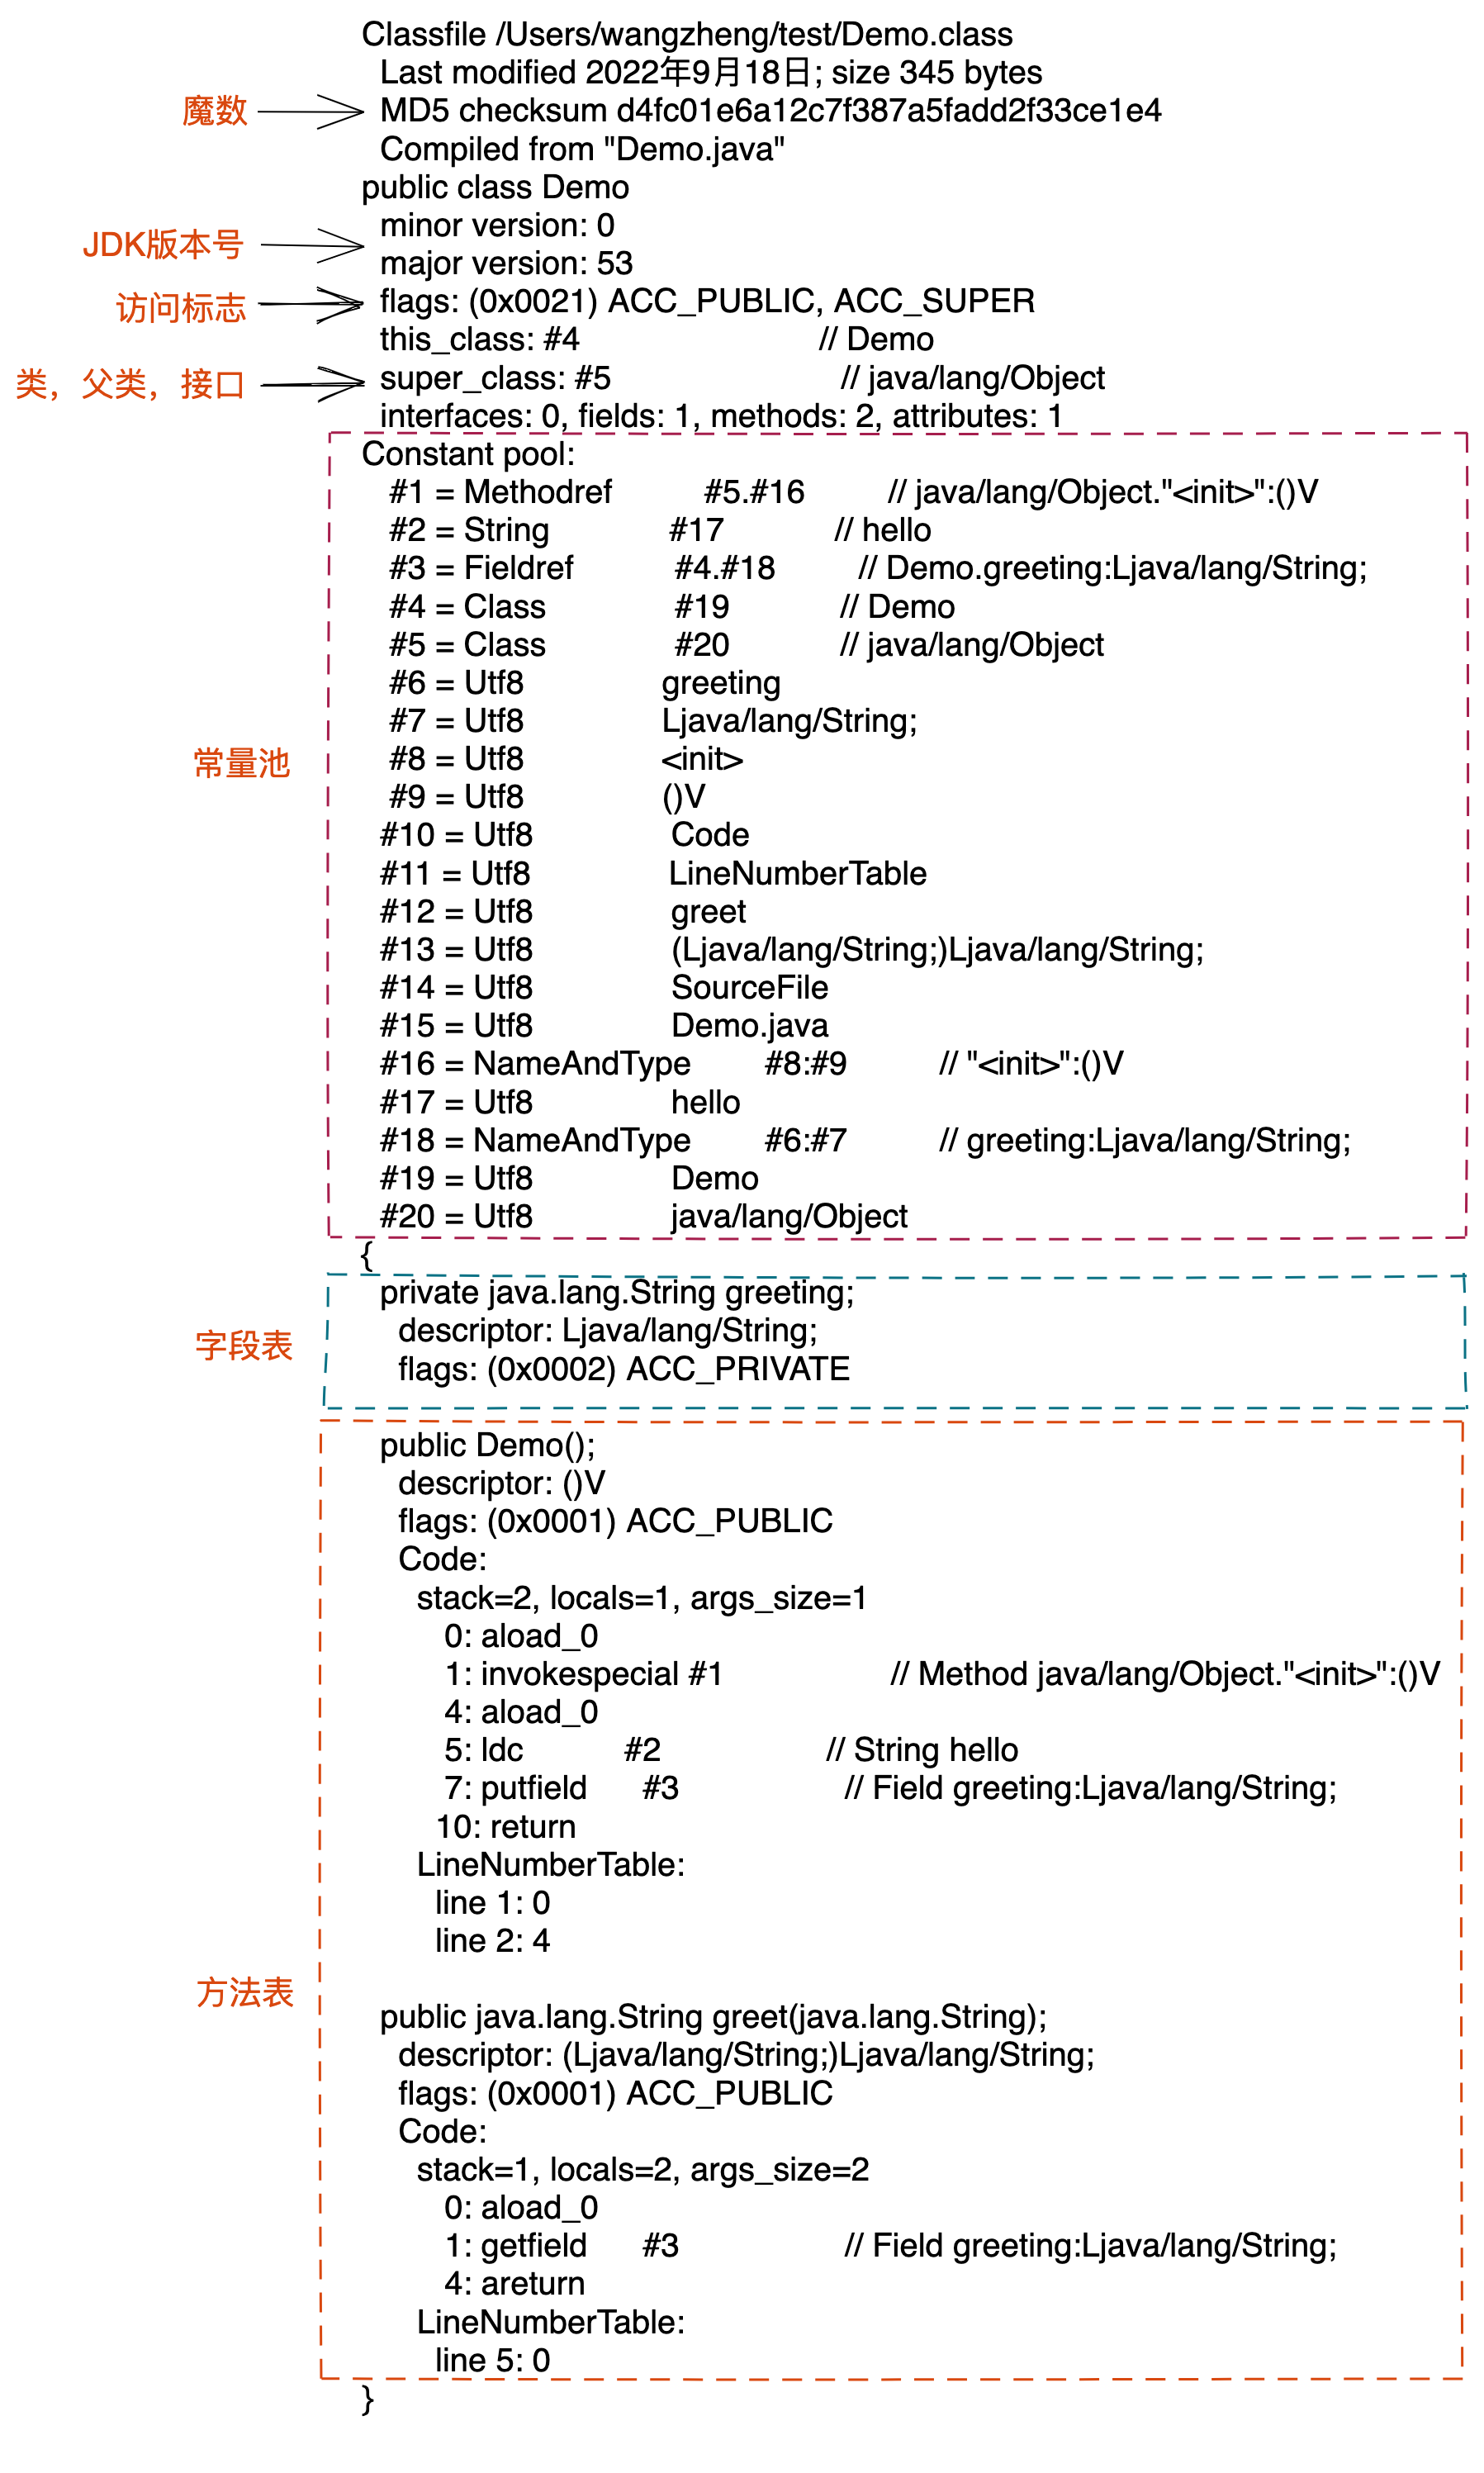 Classfile /Users/wangzheng/test/Demo.class
Last modified 2022年9月18日; size 345 bytes
魔数
MD5 checksum d4fc01e6a12c7f387a5fadd2f33ce1e4
Compiled from "Demo.java"
public class Demo
minor version: 0
JDK版本号
major version: 53
访问标志
flags: (0x0021) ACC_PUBLIC, ACC_SUPER
this_class: #4 // Demo
类，父类，接口
super_class: #5 // java/lang/Object
interfaces: 0, fields: 1, methods: 2, attributes: 1
Constant pool:
#1 = Methodref #5.#16 // java/lang/Object."<init>":()V
#2 = String #17 // hello
#3 = Fieldref #4.#18 // Demo.greeting:Ljava/lang/String;
#4 = Class #19 // Demo
#5 = Class #20 // java/lang/Object
#6 = Utf8 greeting
#7 = Utf8 Ljava/lang/String;
#8 = Utf8 <init>
常量池
#9 = Utf8 ()V
#10 = Utf8 Code
#11 = Utf8 LineNumberTable
#12 = Utf8 greet
#13 = Utf8 (Ljava/lang/String;)Ljava/lang/String;
#14 = Utf8 SourceFile
#15 = Utf8 Demo.java
#16 = NameAndType #8:#9 // "<init>":()V
#17 = Utf8 hello
#18 = NameAndType #6:#7 // greeting:Ljava/lang/String;
#19 = Utf8 Demo
#20 = Utf8 java/lang/Object
{
private java.lang.String greeting;
descriptor: Ljava/lang/String;
字段表
flags: (0x0002) ACC_PRIVATE
public Demo();
descriptor: ()V
flags: (0x0001) ACC_PUBLIC
Code:
stack=2, locals=1, args_size=1
0: aload_0
1: invokespecial #1 // Method java/lang/Object."<init>":()V
4: aload_0
5: ldc #2 // String hello
7: putfield #3 // Field greeting:Ljava/lang/String;
10: return
LineNumberTable:
line 1: 0
line 2: 4
方法表
public java.lang.String greet(java.lang.String);
descriptor: (Ljava/lang/String;)Ljava/lang/String;
flags: (0x0001) ACC_PUBLIC
Code:
stack=1, locals=2, args_size=2
0: aload_0
1: getfield #3 // Field greeting:Ljava/lang/String;
4: areturn
LineNumberTable:
line 5: 0
}